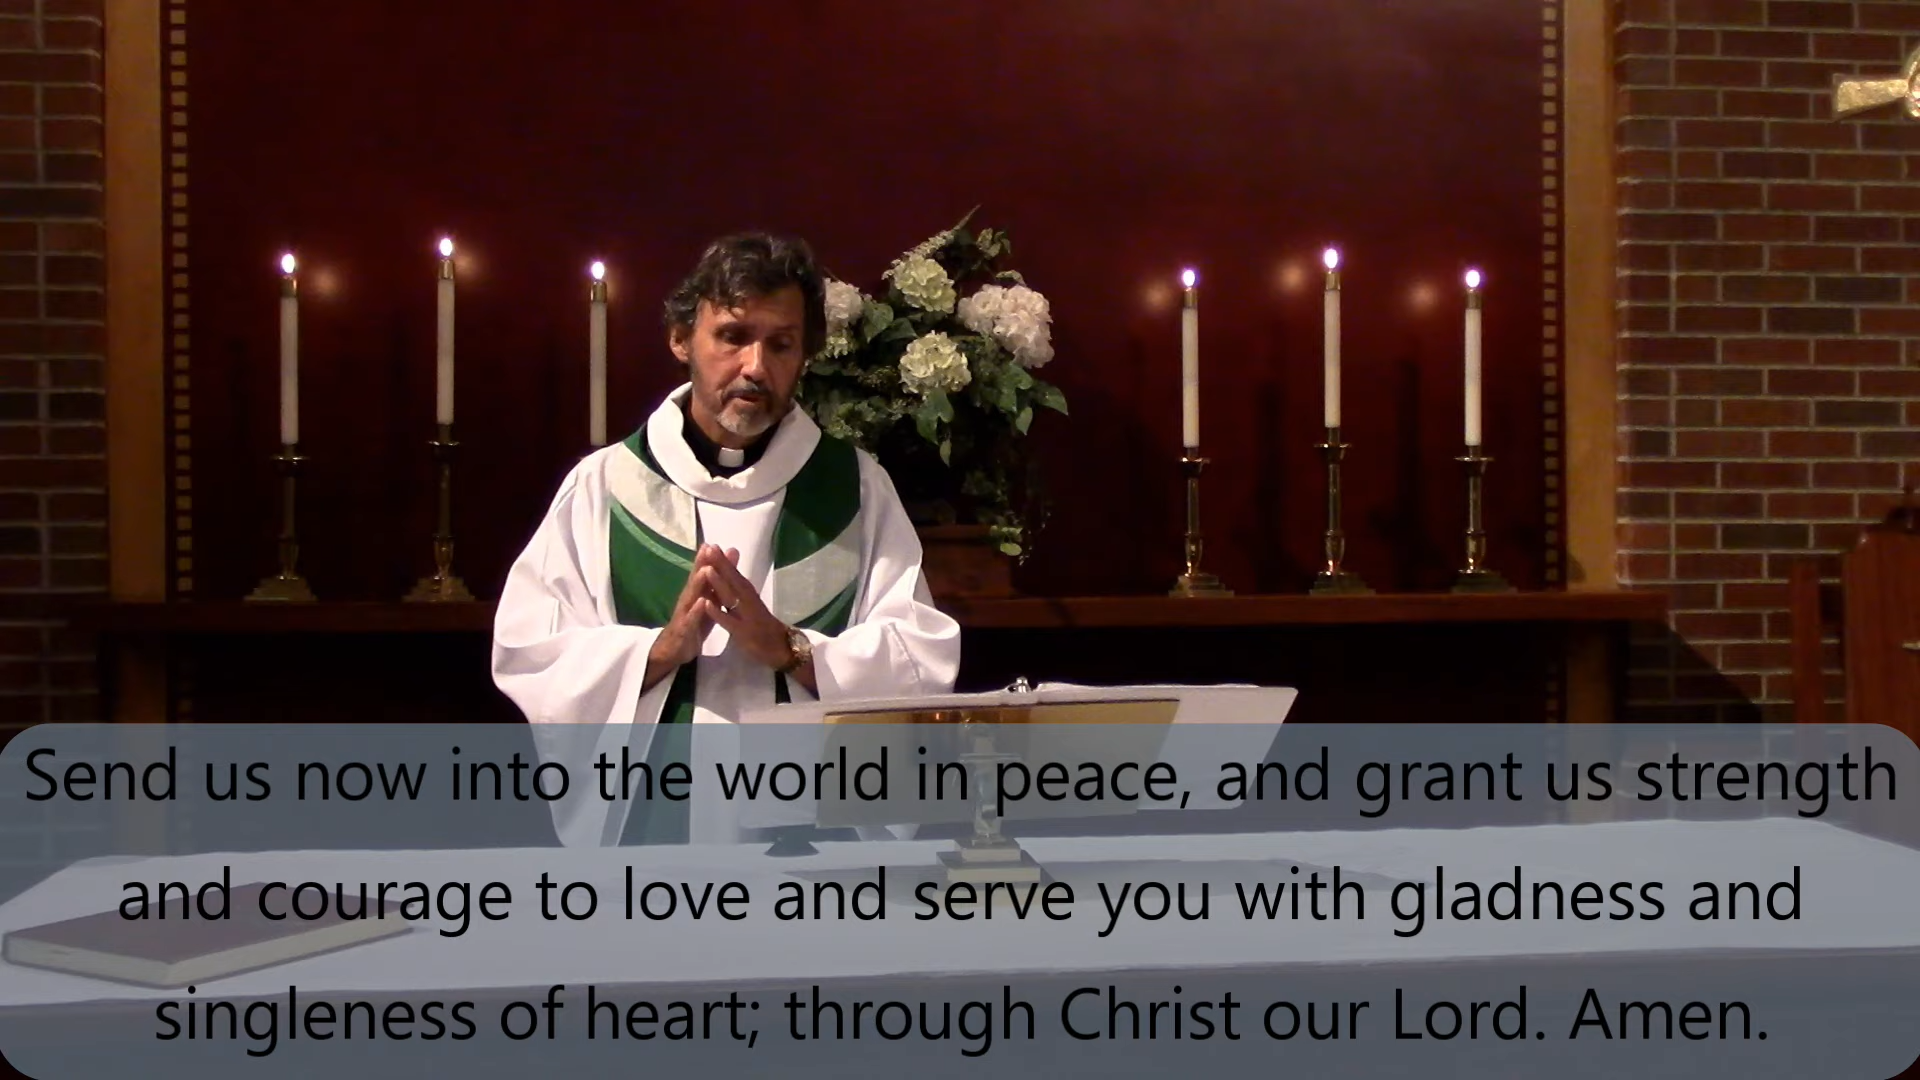 Send us now into the world in peace, and grant us strength
and courage to love and serve you with gladness and
singleness of heart; through Christ our Lord. Amen.